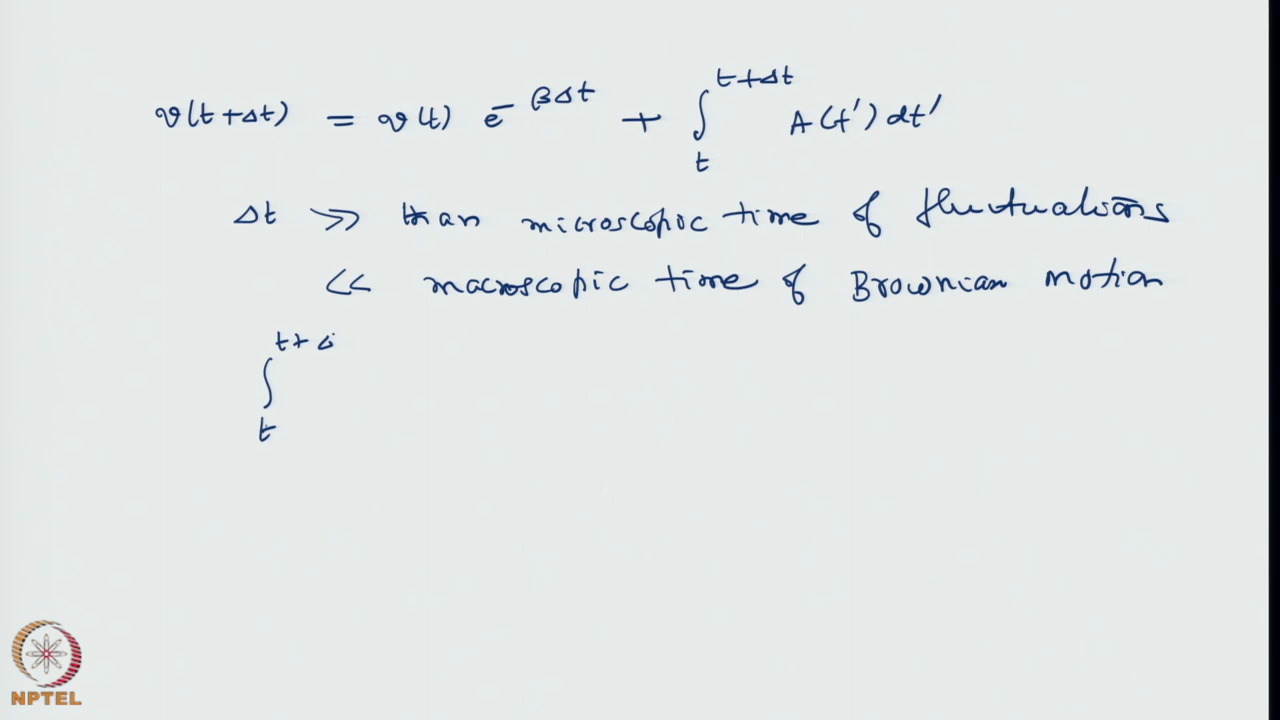 v(t+Δt) = v(t) e^{-βΔt} + ∫_t^{t+Δt} A(t')dt'
Δt >> than microscopic time of fluctuations
<< macroscopic time of Brownian motion
∫_t^{t+Δ
NPTEL